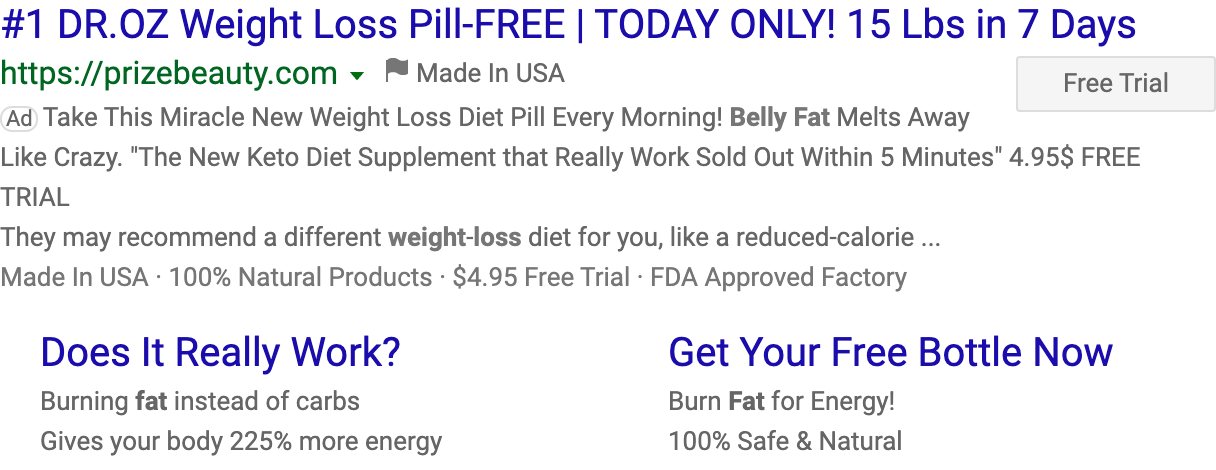 #1 DR.OZ Weight Loss Pill-FREE | TODAY ONLY! 15 Lbs in 7 Days
https://prizebeauty.com Made In USA
Free Trial
Ad Take This Miracle New Weight Loss Diet Pill Every Morning! Belly Fat Melts Away
Like Crazy. "The New Keto Diet Supplement that Really Work Sold Out Within 5 Minutes" 4.95$ FREE
TRIAL
They may recommend a different weight-loss diet for you, like a reduced-calorie ...
Made In USA · 100% Natural Products · $4.95 Free Trial · FDA Approved Factory
Does It Really Work?
Burning fat instead of carbs
Gives your body 225% more energy
Get Your Free Bottle Now
Burn Fat for Energy!
100% Safe & Natural